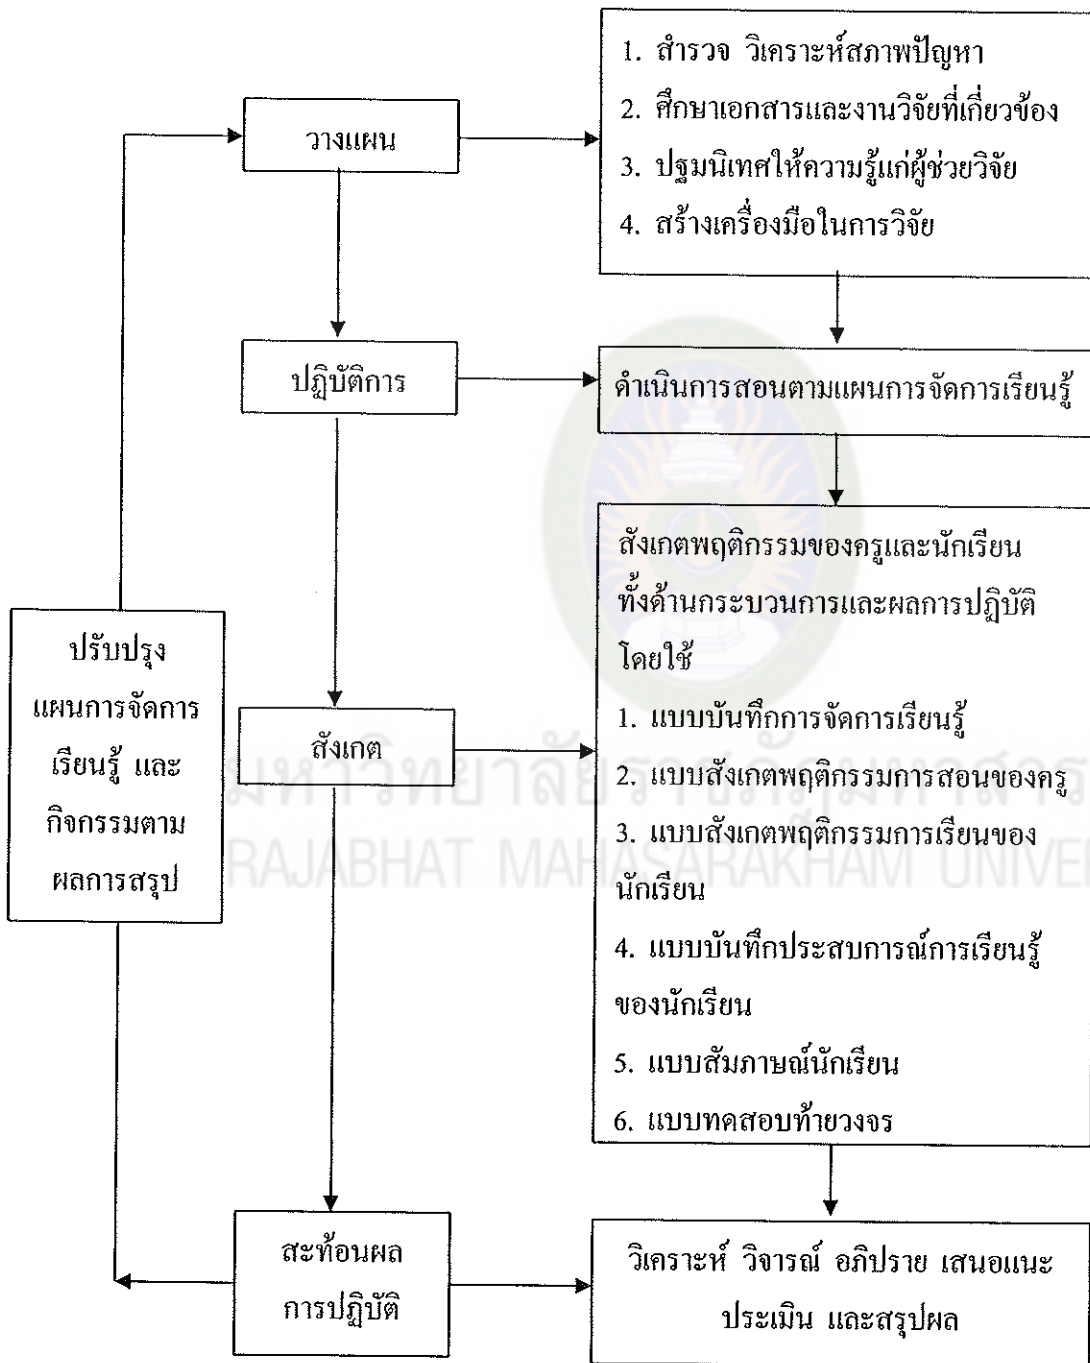 วางแผน
1. สำรวจ วิเคราะห์สภาพปัญหา
2. ศึกษาเอกสารและงานวิจัยที่เกี่ยวข้อง
3. ปฐมนิเทศให้ความรู้แก่ผู้ช่วยวิจัย
4. สร้างเครื่องมือในการวิจัย
ปฏิบัติการ
ดำเนินการสอนตามแผนการจัดการเรียนรู้
ปรับปรุง
แผนการจัดการ
เรียนรู้ และ
กิจกรรมตาม
ผลการสรุป
สังเกต
สังเกตพฤติกรรมของครูและนักเรียน
ทั้งด้านกระบวนการและผลการปฏิบัติ
โดยใช้
1. แบบบันทึกการจัดการเรียนรู้
2. แบบสังเกตพฤติกรรมการสอนของครู
3. แบบสังเกตพฤติกรรมการเรียนของ
นักเรียน
4. แบบบันทึกประสบการณ์การเรียนรู้
ของนักเรียน
5. แบบสัมภาษณ์นักเรียน
6. แบบทดสอบท้ายวงจร
มหาวิทยาลัยราชภัฏมหาสาร
RAJABHAT MAHASARAKHAM UNIVE
สะท้อนผล
การปฏิบัติ
วิเคราะห์ วิจารณ์ อภิปราย เสนอแนะ
ประเมิน และสรุปผล